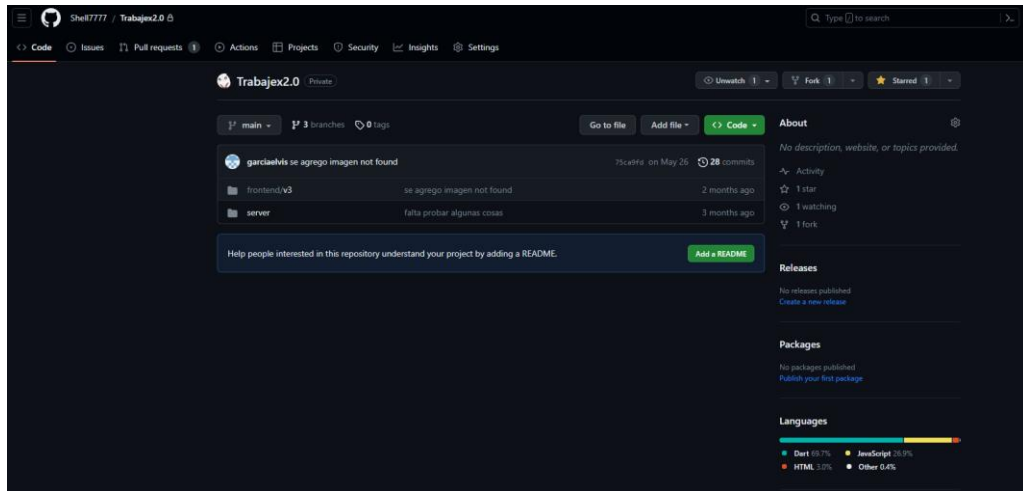 Shell7777 / Trabajex2.0
Type / to search
Code Issues Pull requests 1 Actions Projects Security Insights Settings
Trabajex2.0 Private
Unwatch 1 Fork 1 Starred 1
main 3 branches 0 tags Go to file Add file Code
garciaelvis se agrego imagen not found 75ca9fd on May 26 28 commits
frontend/v3 se agrego imagen not found 2 months ago
server falta probar algunas cosas 3 months ago
Help people interested in this repository understand your project by adding a README. Add a README
About
No description, website, or topics provided.
Activity
1 star
1 watching
1 fork
Releases
No releases published
Create a new release
Packages
No packages published
Publish your first package
Languages
Dart 69.7% JavaScript 26.9%
HTML 3.0% Other 0.4%